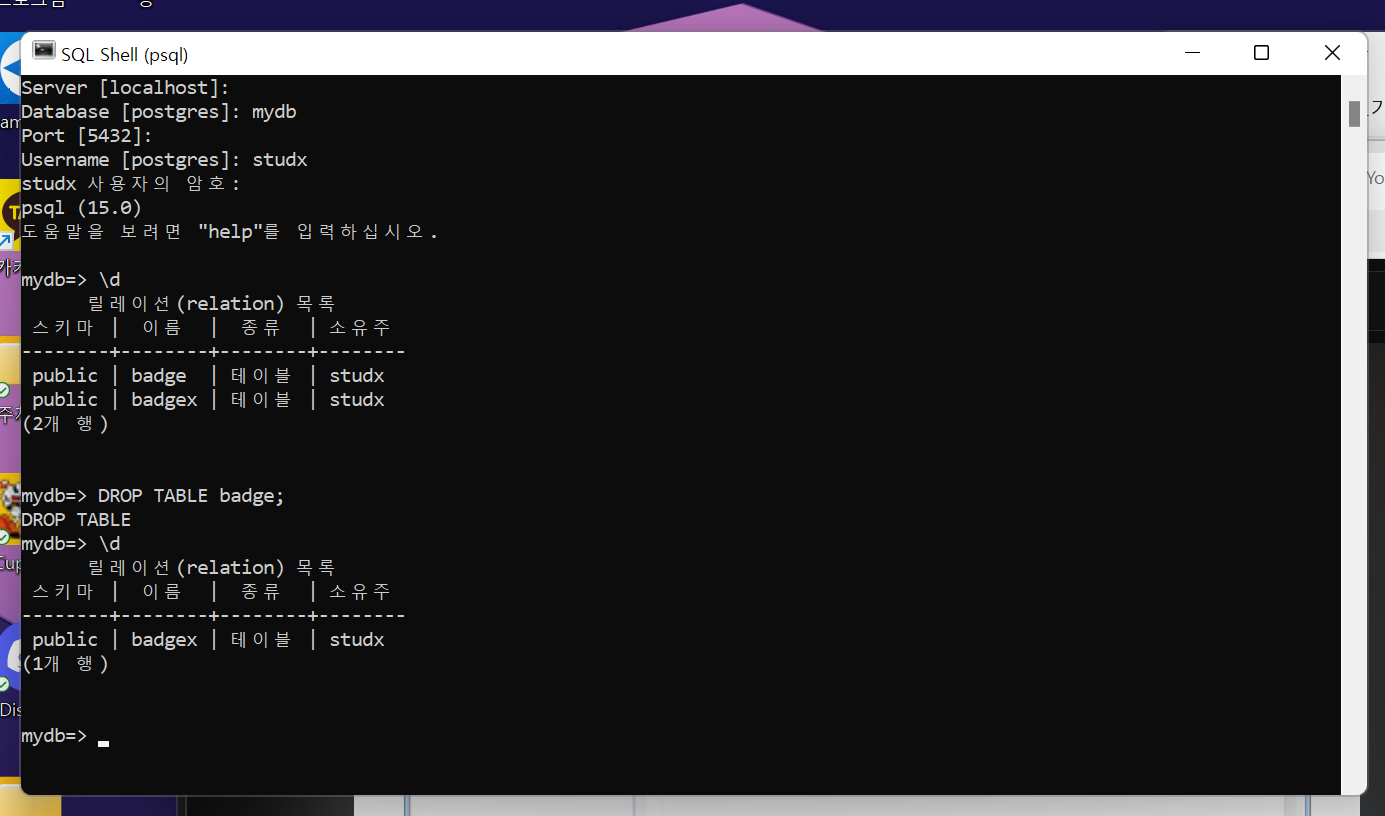 SQL Shell (psql)
Server [localhost]:
Database [postgres]: mydb
Port [5432]:
Username [postgres]: studx
studx 사용자의 암호:
psql (15.0)
도움말을 보려면 "help"를 입력하십시오.
mydb=> \d
릴레이션(relation) 목록
스키마 | 이름 | 종류 | 소유주
--------+--------+--------+--------
public | badge | 테이블 | studx
public | badgex | 테이블 | studx
(2개 행)
mydb=> DROP TABLE badge;
DROP TABLE
mydb=> \d
릴레이션(relation) 목록
스키마 | 이름 | 종류 | 소유주
--------+--------+--------+--------
public | badgex | 테이블 | studx
(1개 행)
mydb=>